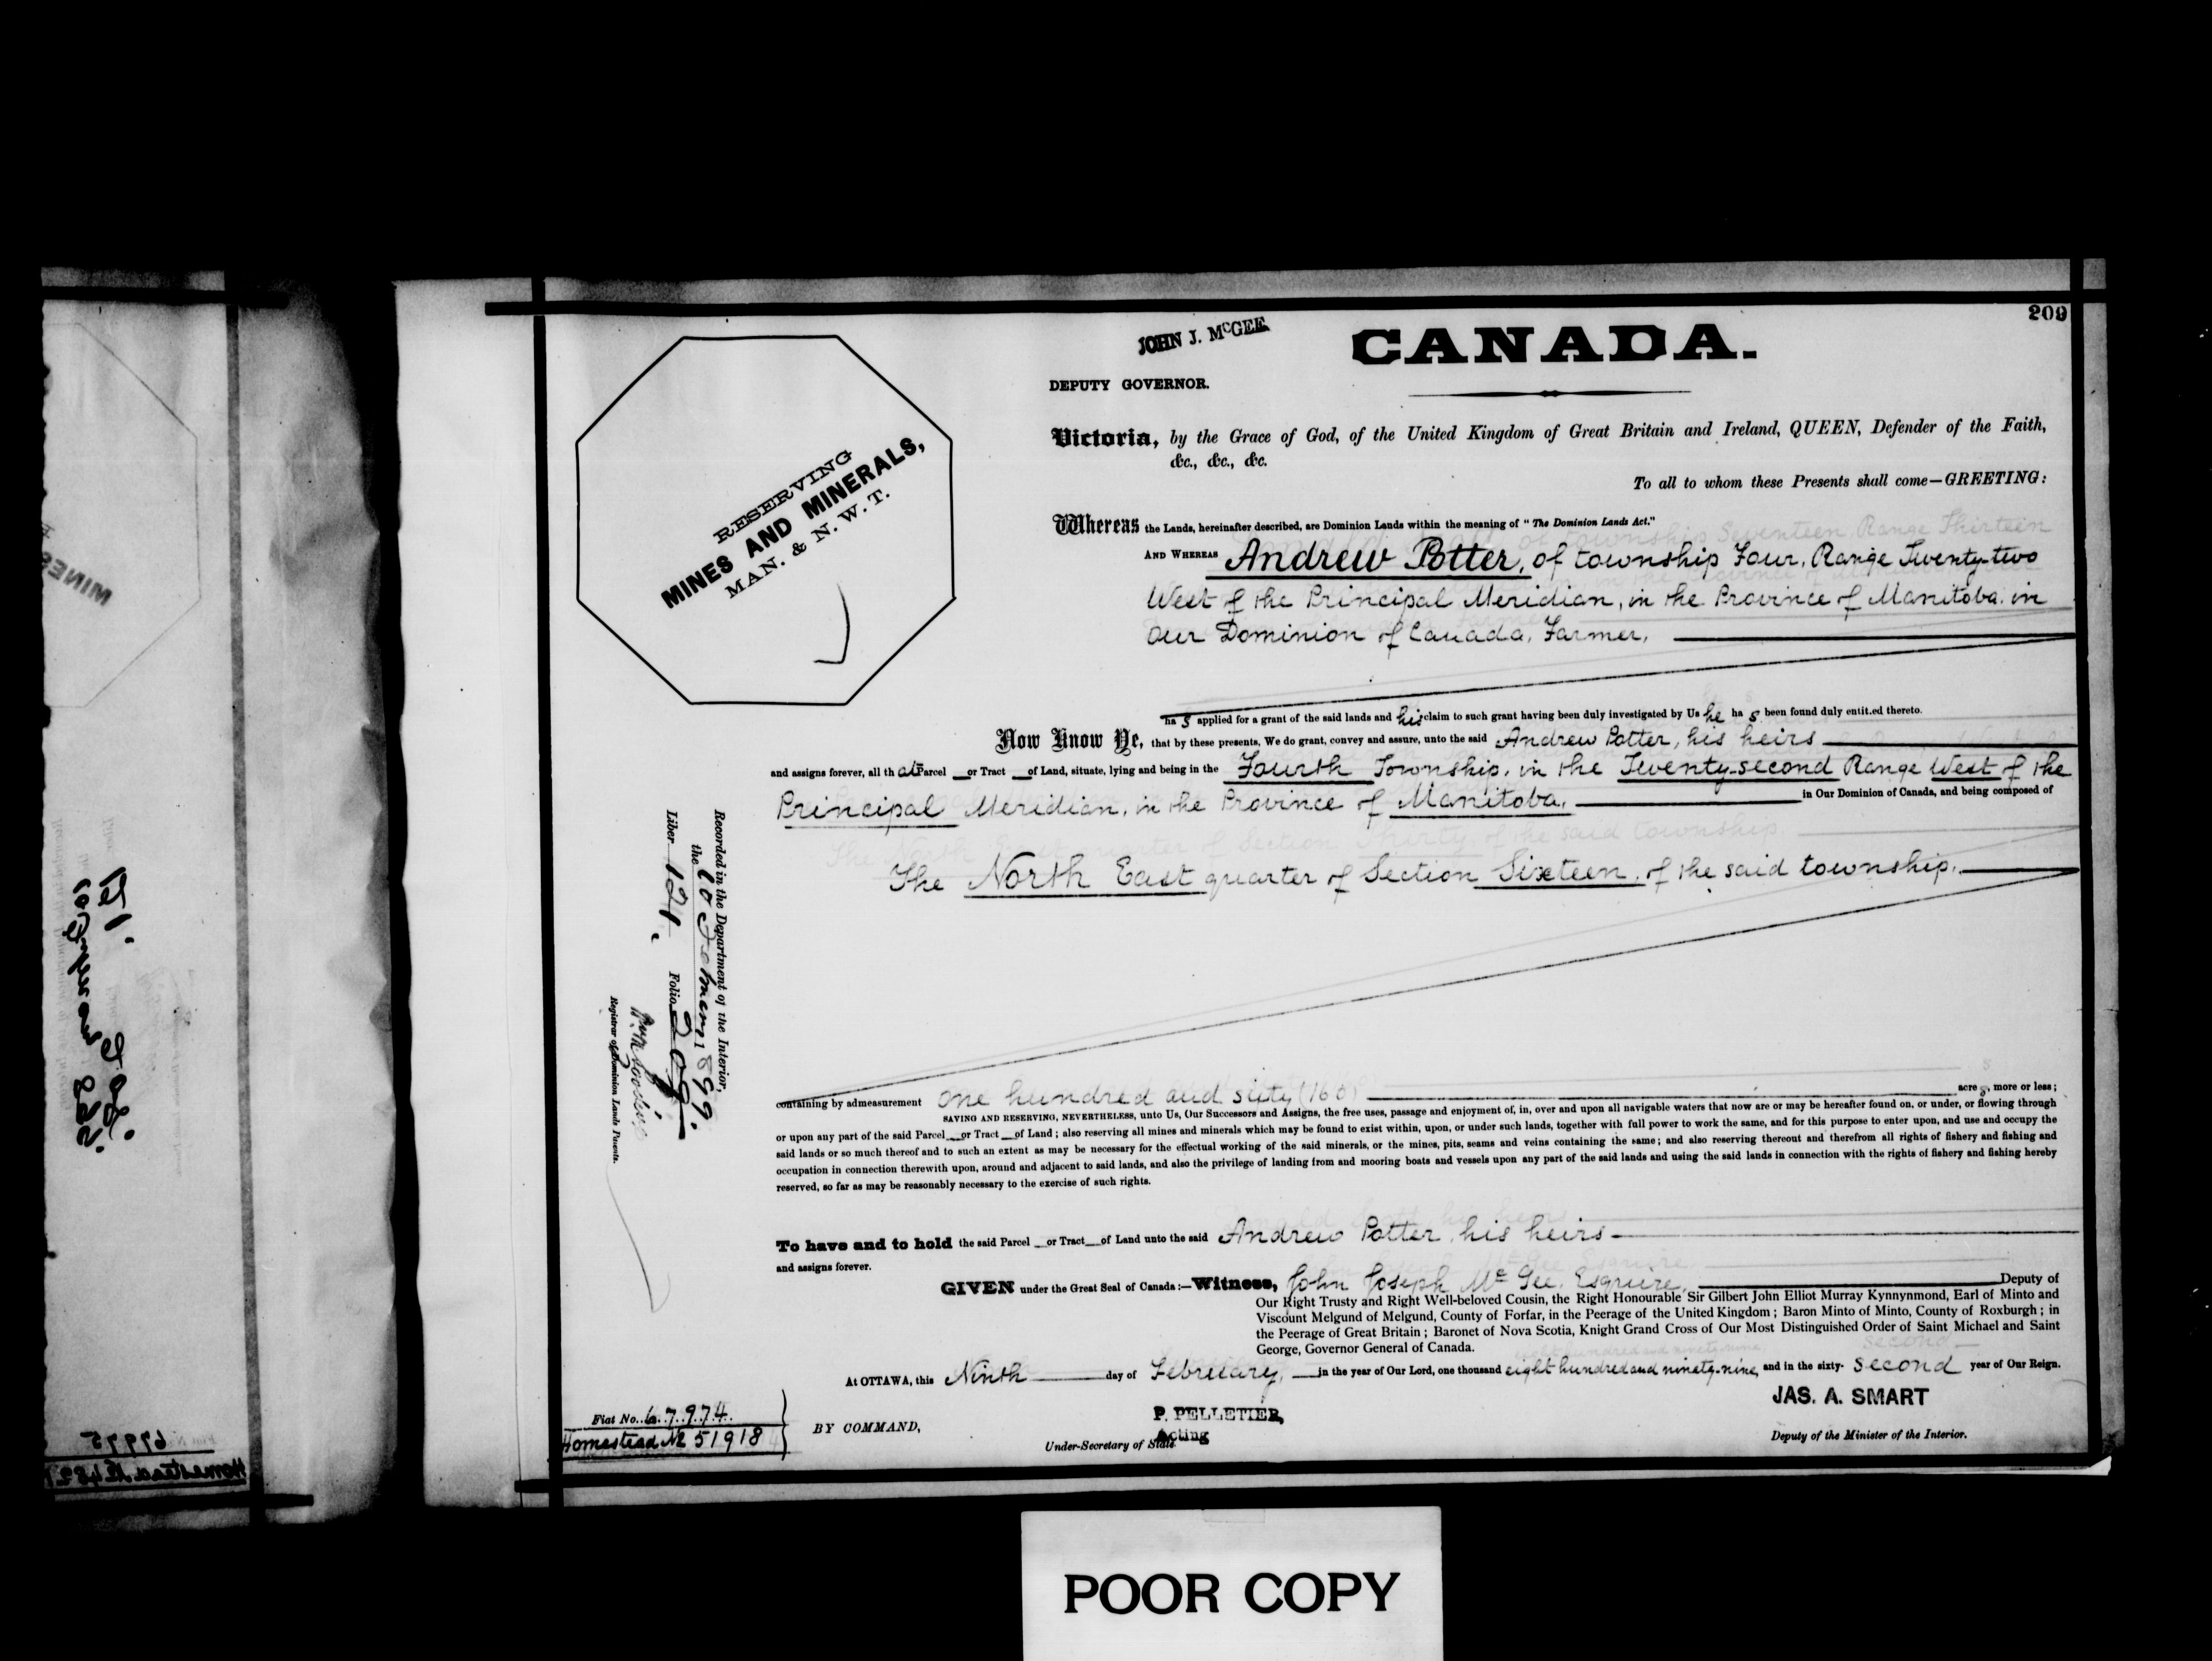 209
JOHN J. McGEE
CANADA.
DEPUTY GOVERNOR.
RESERVING
MINES AND MINERALS,
MAN. & N. W. T.
Victoria, by the Grace of God, of the United Kingdom of Great Britain and Ireland, QUEEN, Defender of the Faith,
&c., &c., &c.
To all to whom these Presents shall come—GREETING:
Whereas the Lands, hereinafter described, are Dominion Lands within the meaning of "The Dominion Lands Act."
AND WHEREAS Andrew Potter, of township Four, Range Twenty-two
West of the Principal Meridian, in the Province of Manitoba in
Our Dominion of Canada, Farmer,
ha s applied for a grant of the said lands and his claim to such grant having been duly investigated by Us he ha s been found duly entitled thereto.
Now Know Ye, that by these presents, We do grant, convey and assure, unto the said Andrew Potter, his heirs
and assigns forever, all th at Parcel or Tract of Land, situate, lying and being in the Fourth Township, in the Twenty-second Range West of the
Principal Meridian, in the Province of Manitoba, in Our Dominion of Canada, and being composed of
The North East quarter of Section Sixteen, of the said township.
containing by admeasurement one hundred and sixty (160) acre s, more or less;
SAVING AND RESERVING, NEVERTHELESS, unto Us, Our Successors and Assigns, the free uses, passage and enjoyment of, in, over and upon all navigable waters that now are or may be hereafter found on, or under, or flowing through
or upon any part of the said Parcel or Tract of Land; also reserving all mines and minerals which may be found to exist within, upon, or under such lands, together with full power to work the same, and for this purpose to enter upon, and use and occupy the
said lands or so much thereof and to such an extent as may be necessary for the effectual working of the said minerals, or the mines, pits, seams and veins containing the same; and also reserving thereout and therefrom all rights of fishery and fishing and
occupation in connection therewith upon, around and adjacent to said lands, and also the privilege of landing from and mooring boats and vessels upon any part of the said lands and using the said lands in connection with the rights of fishery and fishing hereby
reserved, so far as may be reasonably necessary to the exercise of such rights.
To have and to hold the said Parcel or Tract of Land unto the said Andrew Potter, his heirs
and assigns forever.
GIVEN under the Great Seal of Canada:—Witness, John Joseph McGee, Esquire, Deputy of
Our Right Trusty and Right Well-beloved Cousin, the Right Honourable Sir Gilbert John Elliot Murray Kynnynmond, Earl of Minto and
Viscount Melgund of Melgund, County of Forfar, in the Peerage of the United Kingdom; Baron Minto of Minto, County of Roxburgh; in
the Peerage of Great Britain; Baronet of Nova Scotia, Knight Grand Cross of Our Most Distinguished Order of Saint Michael and Saint
George, Governor General of Canada.
At OTTAWA, this Ninth day of February, in the year of Our Lord, one thousand eight hundred and ninety-nine, and in the sixty-second year of Our Reign.
JAS. A. SMART
Deputy of the Minister of the Interior.
P. PELLETIER,
Acting
Under-Secretary of State.
BY COMMAND,
Fiat No. 67974
Homestead No 51918
Recorded in the Department of the Interior,
the 10 February 1899.
Liber 121. Folio 209.
Registrar of Dominion Lands Patents.
POOR COPY